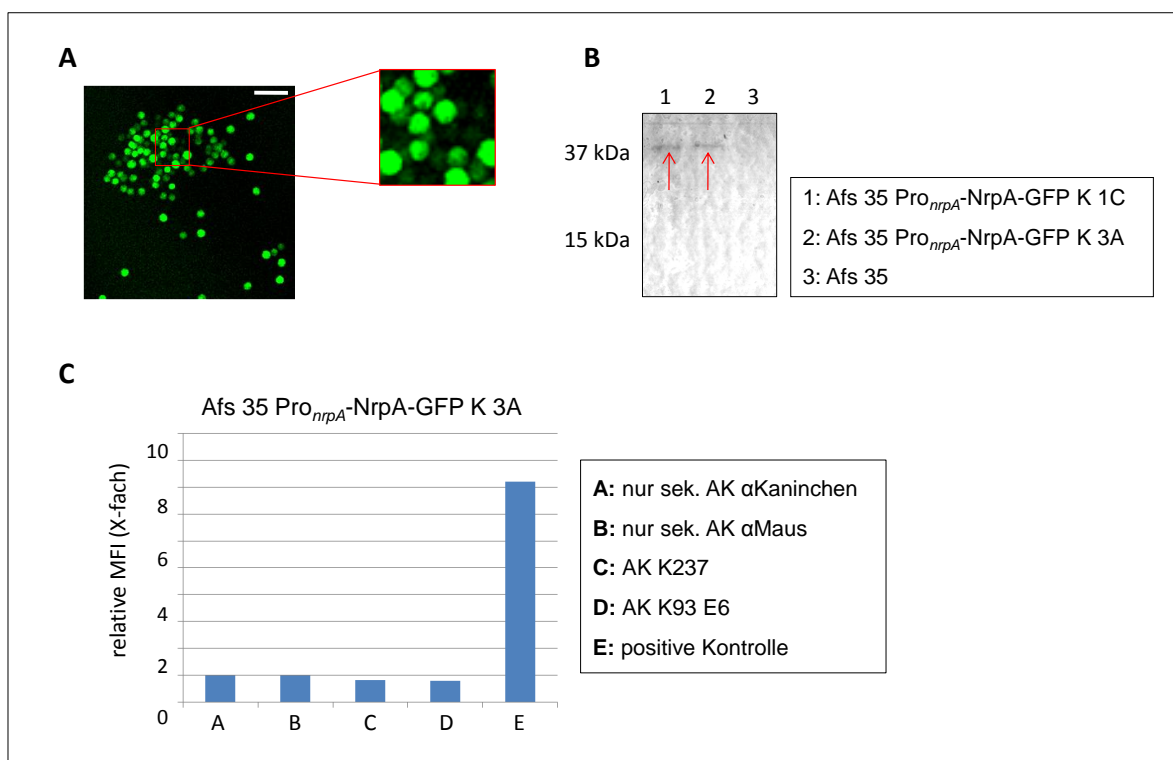 A
B
1 2 3
37 kDa
15 kDa
1: Afs 35 PronrpA-NrpA-GFP K 1C
2: Afs 35 PronrpA-NrpA-GFP K 3A
3: Afs 35
C
Afs 35 PronrpA-NrpA-GFP K 3A
relative MFI (X-fach)
10
8
6
4
2
0
A B C D E
A: nur sek. AK αKaninchen
B: nur sek. AK αMaus
C: AK K237
D: AK K93 E6
E: positive Kontrolle